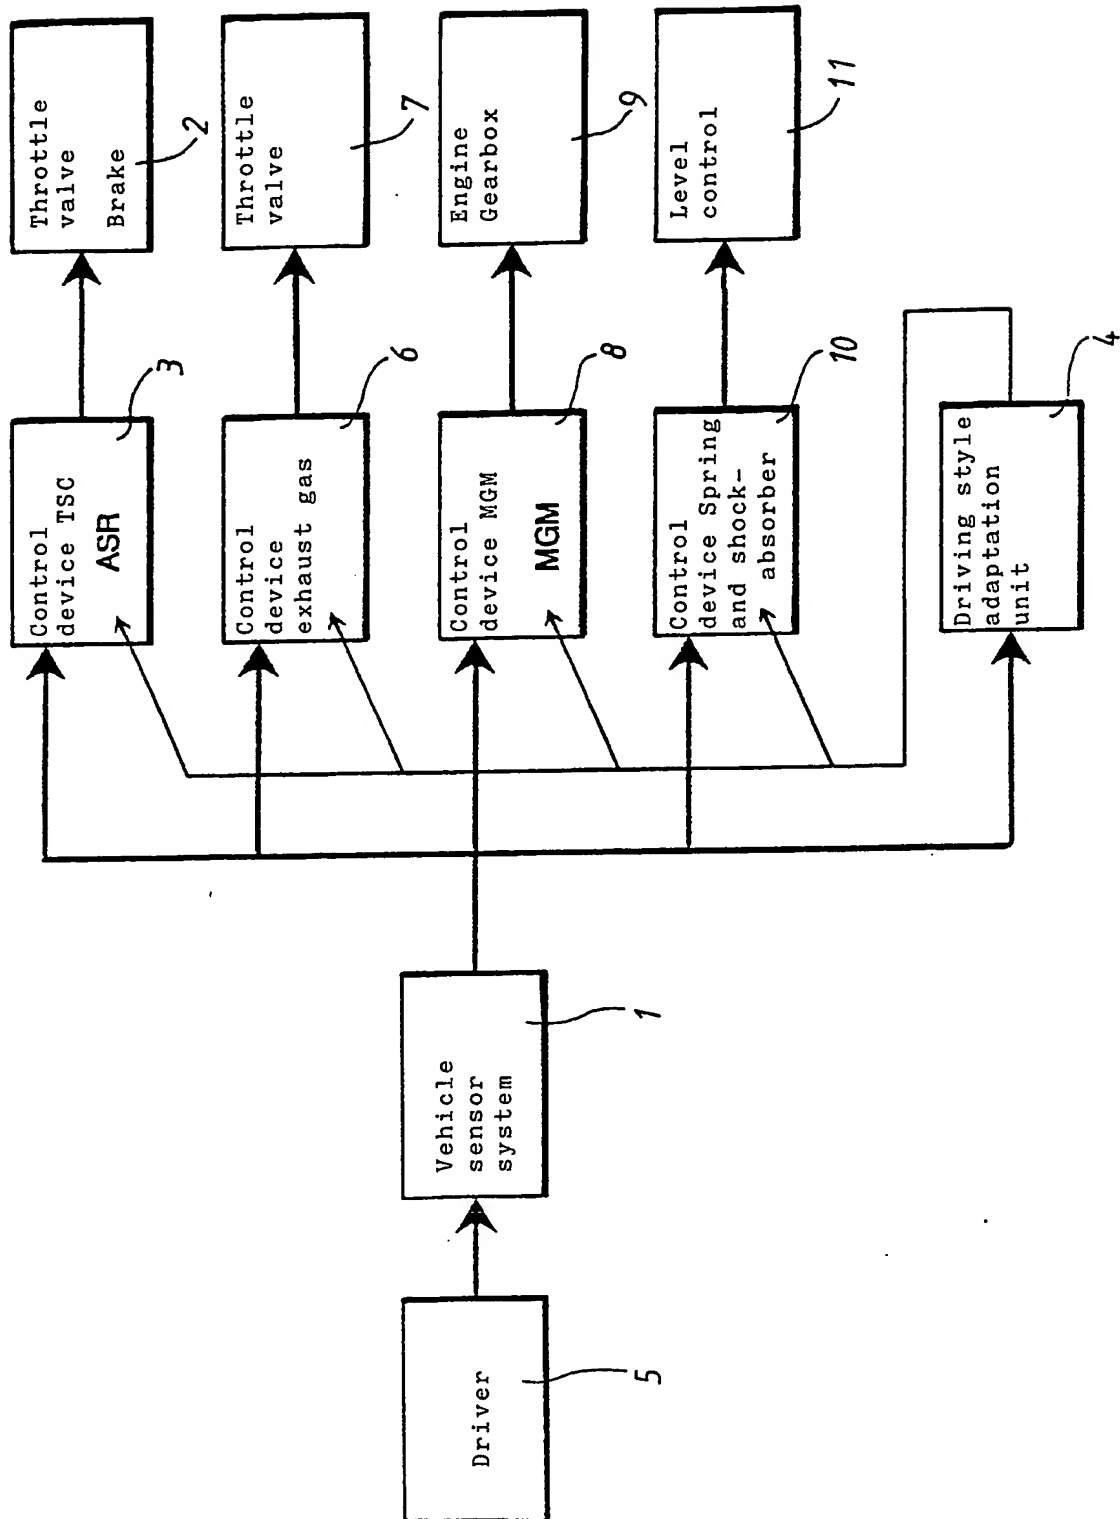 Throttle
valve
Brake
2
Throttle
valve
7
Engine
Gearbox
9
Level
control
11
Control
device TSC
ASR
3
Control
device
exhaust gas
6
Control
device MGM
MGM
8
Control
device Spring
and shock-
absorber
10
Driving style
adaptation
unit
4
Vehicle
sensor
system
1
Driver
5